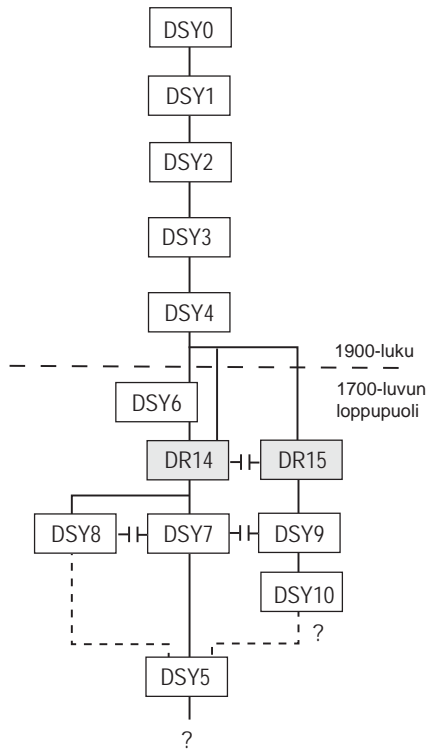 DSY0
DSY1
DSY2
DSY3
DSY4
1900-luku
1700-luvun
loppupuoli
DSY6
DR14
DR15
DSY8
DSY7
DSY9
DSY10
?
DSY5
?